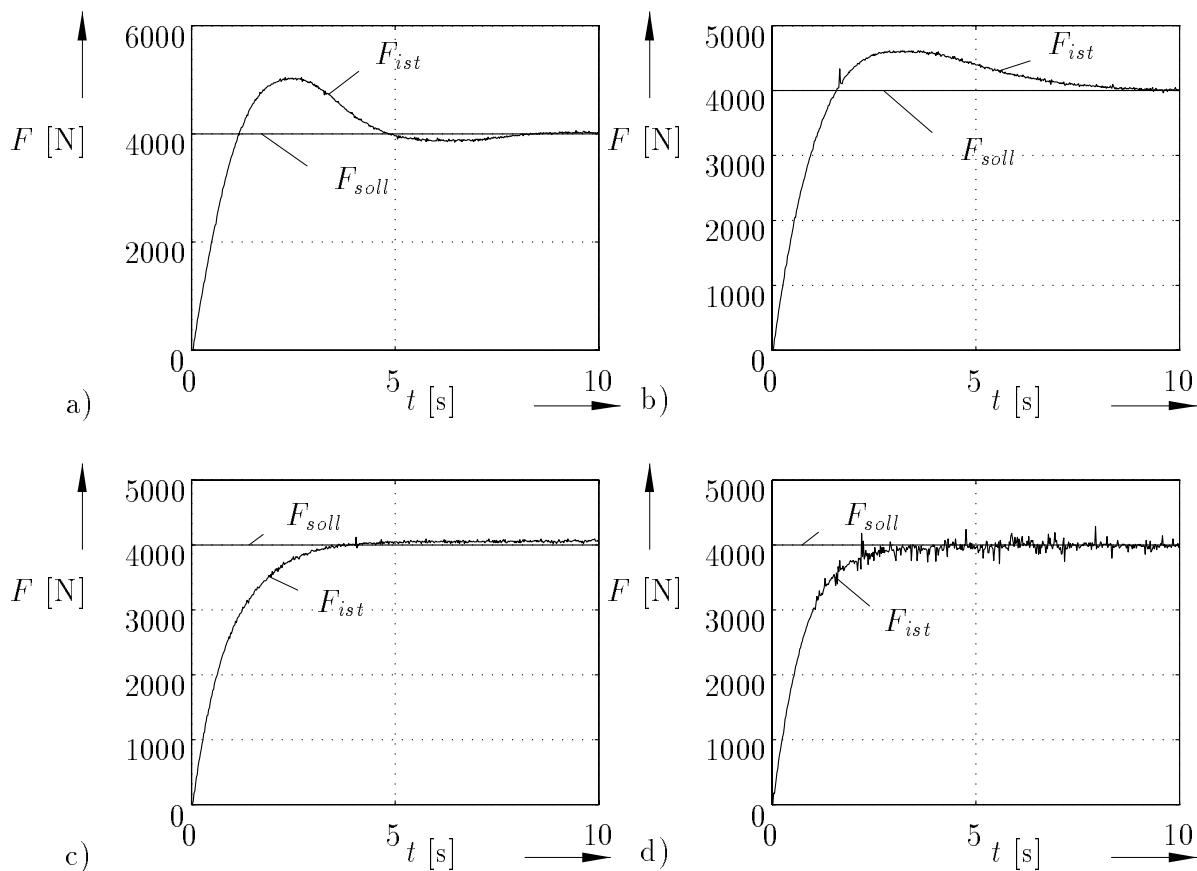 6000
F_ist
4000
F [N]
F_soll
2000
0
0 5 10
t [s]
a)
5000
F_ist
4000
F [N]
F_soll
3000
2000
1000
0
0 5 10
t [s]
b)
5000
F_soll
4000
F [N]
F_ist
3000
2000
1000
0
0 5 10
t [s]
c)
5000
F_soll
4000
F [N]
F_ist
3000
2000
1000
0
0 5 10
t [s]
d)